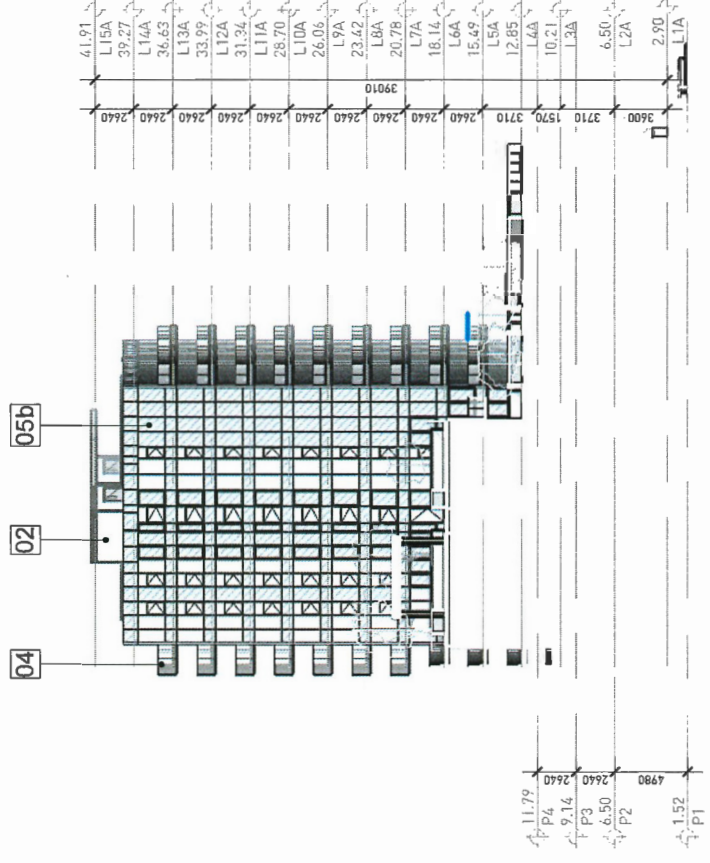 05b
02
04
41.91
L15A
39.27
L14A
36.63
L13A
33.99
L12A
31.34
L11A
28.70
L10A
26.06
L9A
23.42
L8A
20.78
L7A
18.14
L6A
15.49
L5A
12.85
L4A
10.21
L3A
6.50
L2A
2.90
L1A
39010
2640
2640
2640
2640
2640
2640
2640
2640
2640
2640
3710
1570
3710
3600
11.79
P4
9.14
P3
6.50
P2
1.52
P1
2640
2640
4980